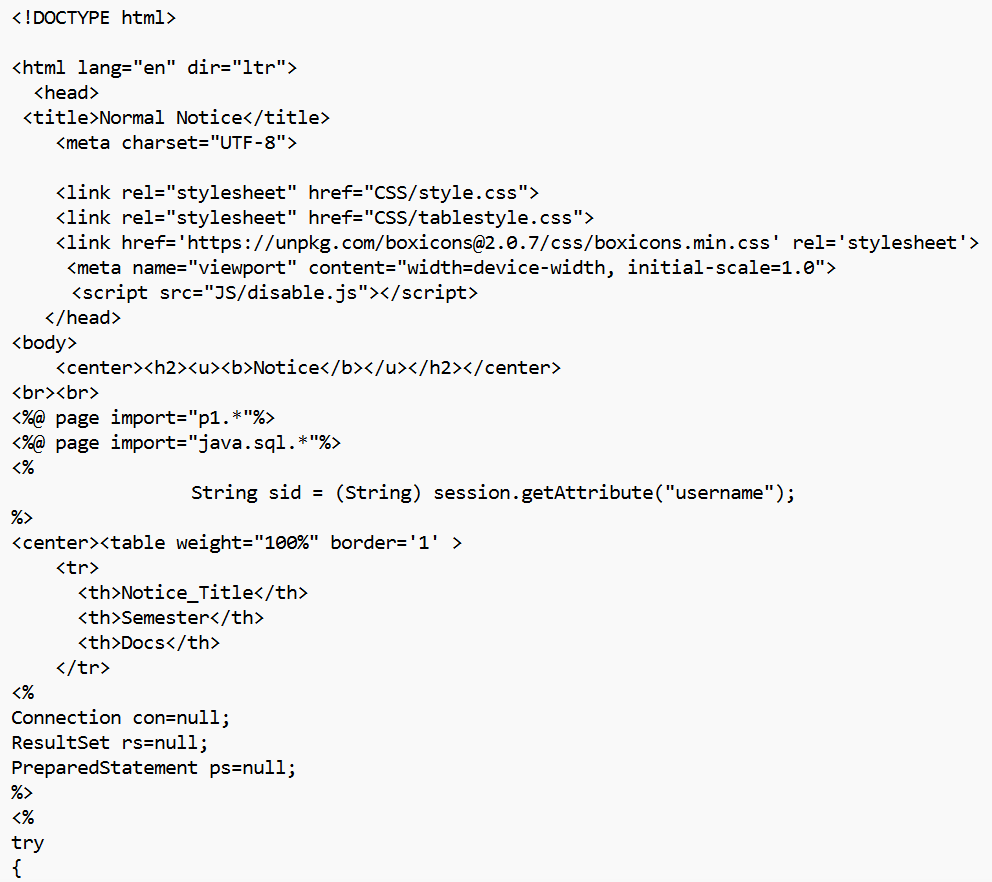 <!DOCTYPE html>
<html lang="en" dir="ltr">
<head>
<title>Normal Notice</title>
<meta charset="UTF-8">
<link rel="stylesheet" href="CSS/style.css">
<link rel="stylesheet" href="CSS/tablestyle.css">
<link href='https://unpkg.com/boxicons@2.0.7/css/boxicons.min.css' rel='stylesheet'>
<meta name="viewport" content="width=device-width, initial-scale=1.0">
<script src="JS/disable.js"></script>
</head>
<body>
<center><h2><u><b>Notice</b></u></h2></center>
<br><br>
<%@ page import="p1.*"%>
<%@ page import="java.sql.*"%>
<%
String sid = (String) session.getAttribute("username");
%>
<center><table weight="100%" border='1' >
<tr>
<th>Notice_Title</th>
<th>Semester</th>
<th>Docs</th>
</tr>
<%
Connection con=null;
ResultSet rs=null;
PreparedStatement ps=null;
%>
<%
try
{